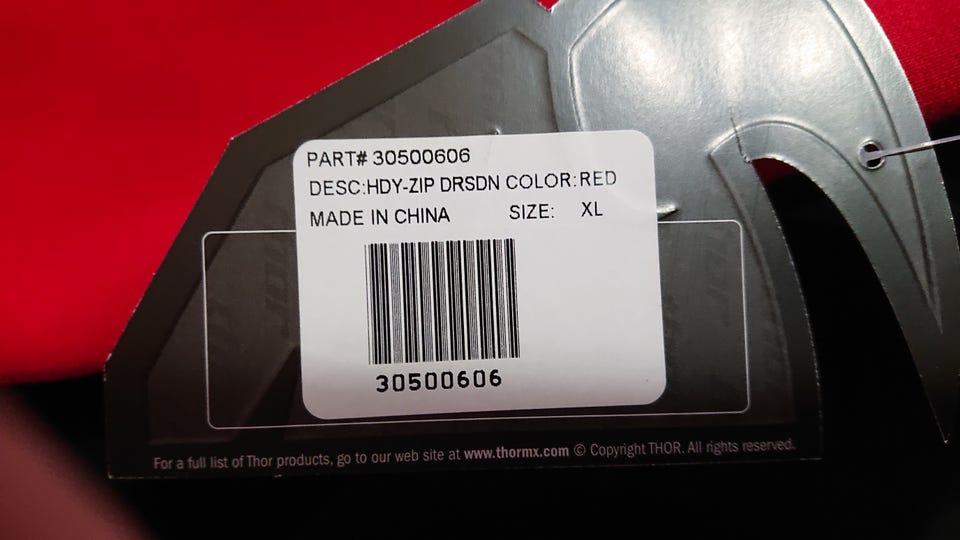 PART# 30500606
DESC:HDY-ZIP DRSDN COLOR:RED
MADE IN CHINA SIZE: XL
30500606
For a full list of Thor products, go to our web site at www.thormx.com © Copyright THOR. All rights reserved.